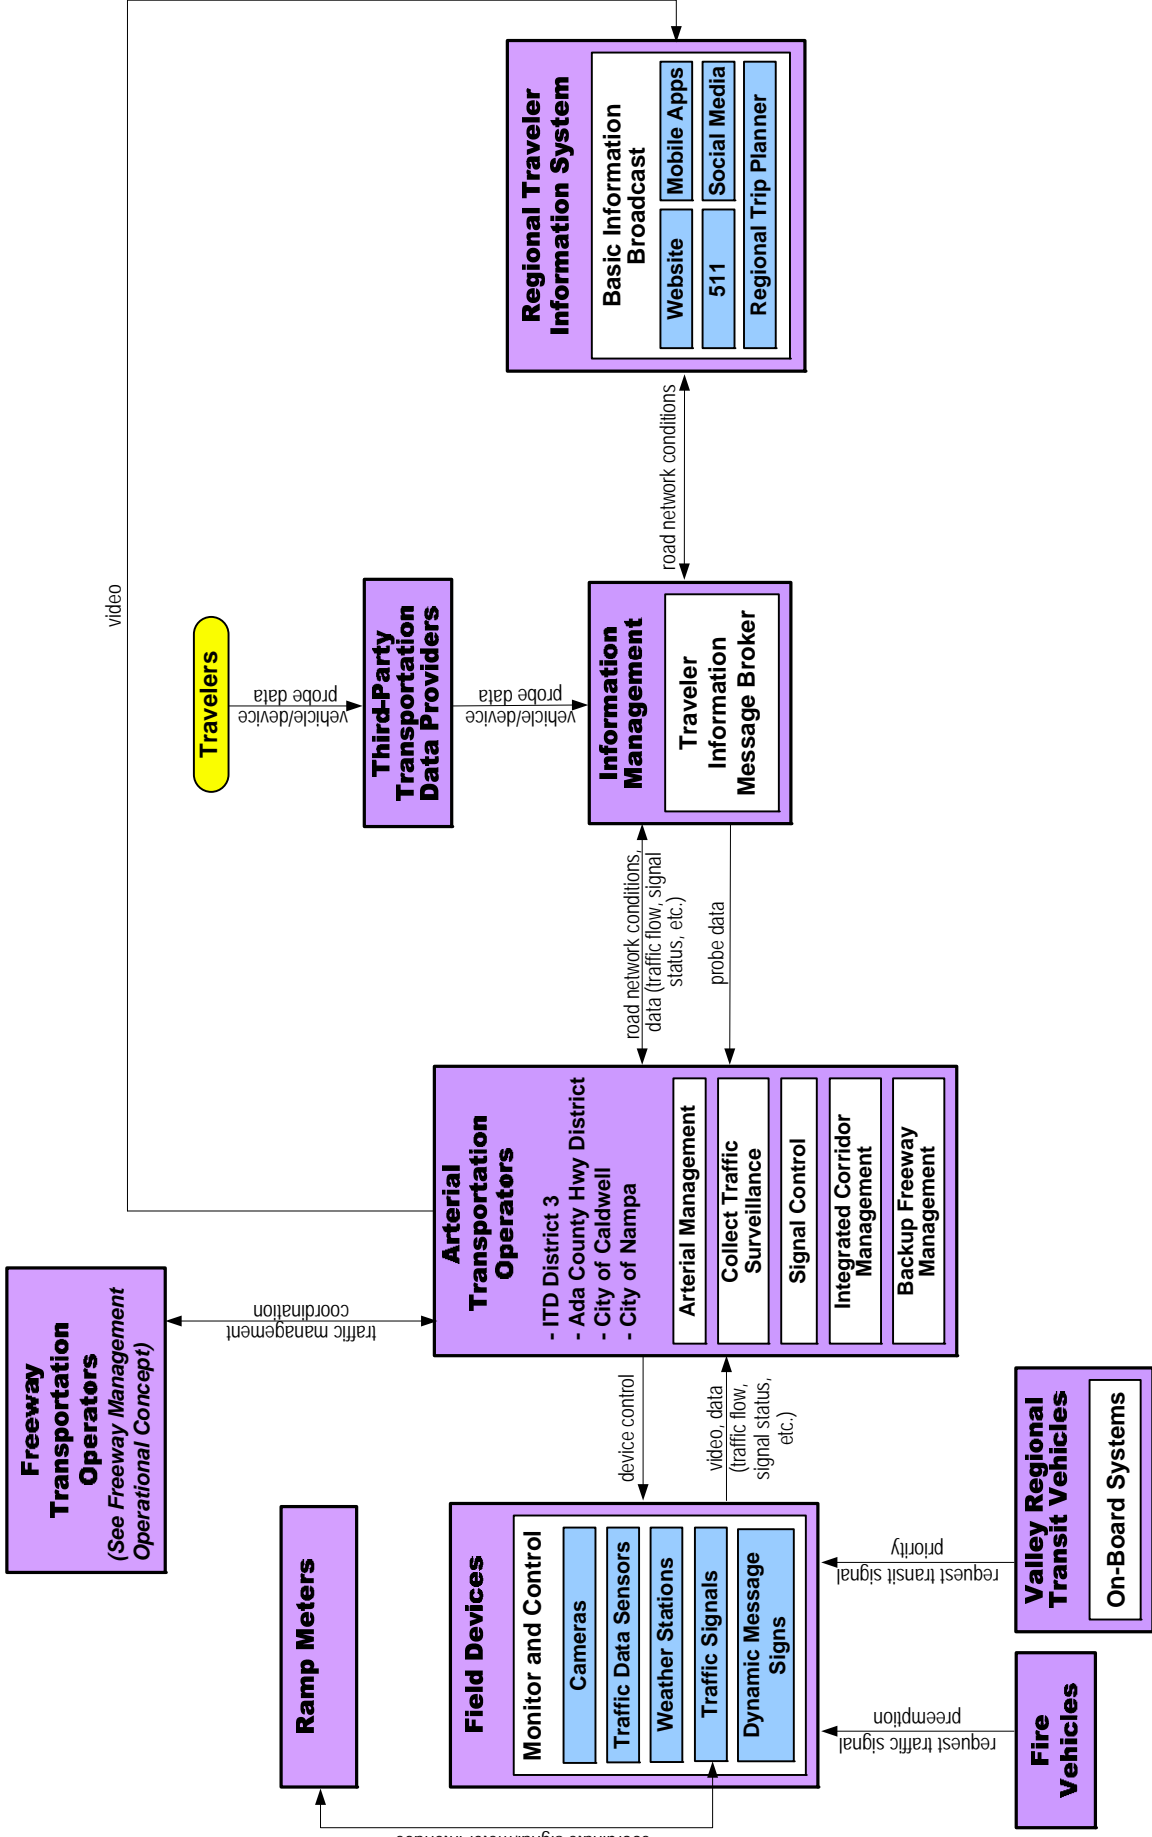 Freeway
Transportation
Operators
(See Freeway Management
Operational Concept)
traffic management
coordination
video
Travelers
vehicle/device
probe data
Third-Party
Transportation
Data Providers
vehicle/device
probe data
Ramp Meters
Field Devices
Monitor and Control
Cameras
Traffic Data Sensors
Weather Stations
Traffic Signals
Dynamic Message
Signs
device control
video, data
(traffic flow,
signal status,
etc.)
Arterial
Transportation
Operators
- ITD District 3
- Ada County Hwy District
- City of Caldwell
- City of Nampa
Arterial Management
Collect Traffic
Surveillance
Signal Control
Integrated Corridor
Management
Backup Freeway
Management
road network conditions,
data (traffic flow, signal
status, etc.)
probe data
Information
Management
Traveler
Information
Message Broker
road network conditions
Regional Traveler
Information System
Basic Information
Broadcast
Website
Mobile Apps
511
Social Media
Regional Trip Planner
request traffic signal
preemption
Fire
Vehicles
request transit signal
priority
Valley Regional
Transit Vehicles
On-Board Systems